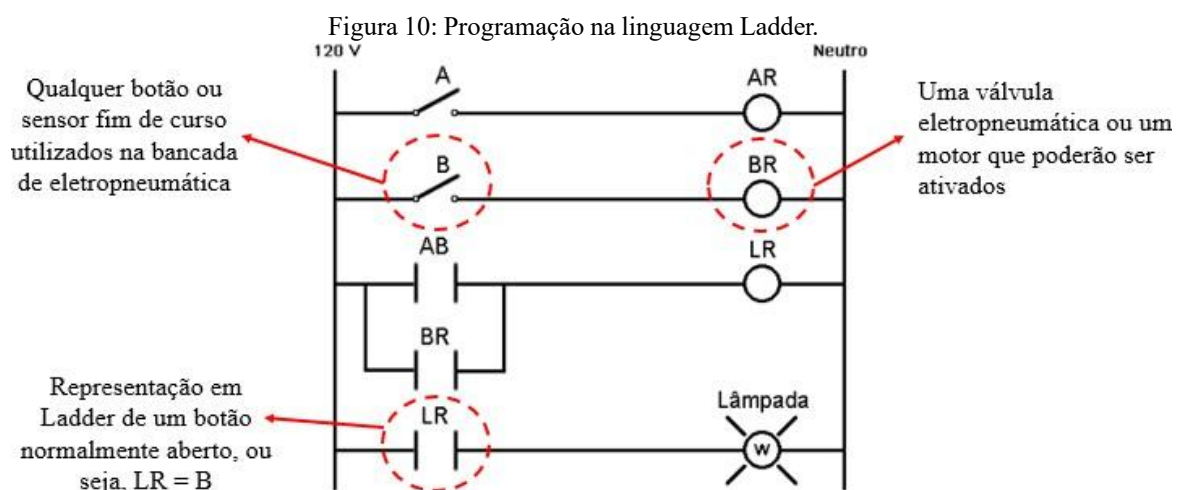 Figura 10: Programação na linguagem Ladder.
120 V
Neutro
Qualquer botão ou
sensor fim de curso
utilizados na bancada
de eletropneumática
A
AR
Uma válvula
eletropneumática ou um
motor que poderão ser
ativados
B
BR
AB
LR
BR
Representação em
Ladder de um botão
normalmente aberto, ou
seja, LR = B
LR
Lâmpada
W